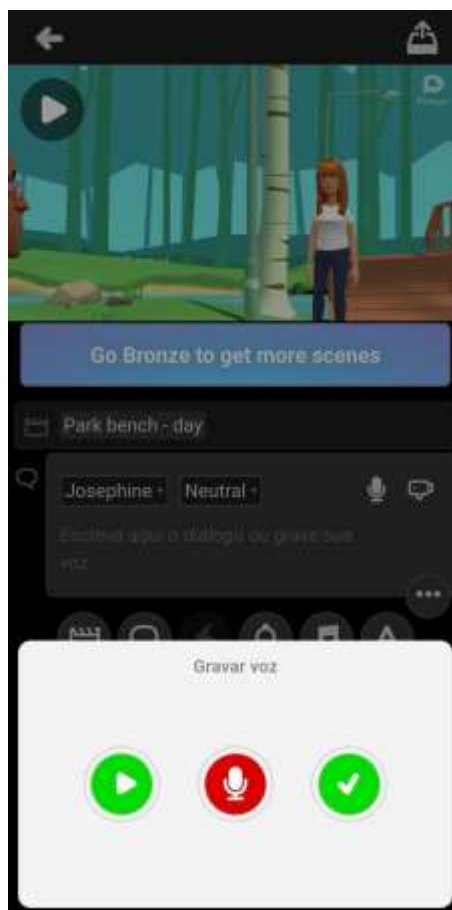 Go Bronze to get more scenes
Park bench - day
Josephine
Neutral
Escreva aqui o diálogo ou grave sua
voz
Gravar voz